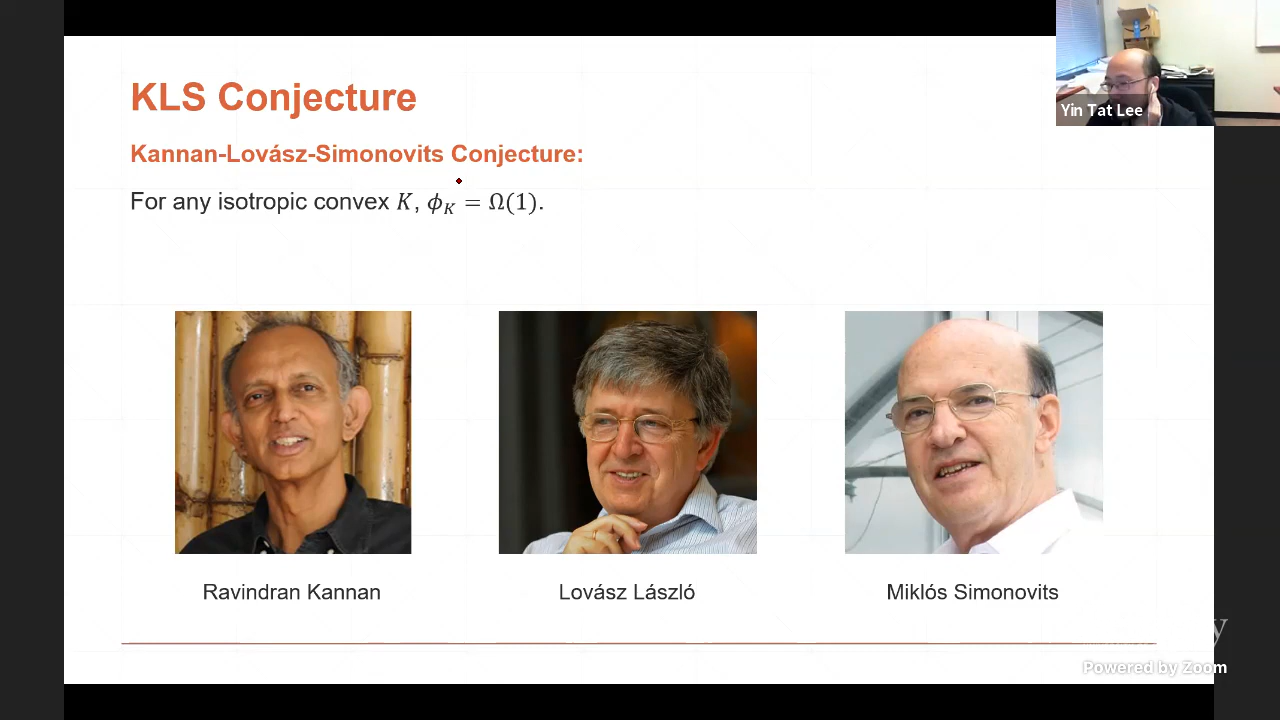 KLS Conjecture
Yin Tat Lee
Kannan-Lovász-Simonovits Conjecture:
For any isotropic convex K, ϕ_K = Ω(1).
Ravindran Kannan
Lovász László
Miklós Simonovits
Powered by Zoom